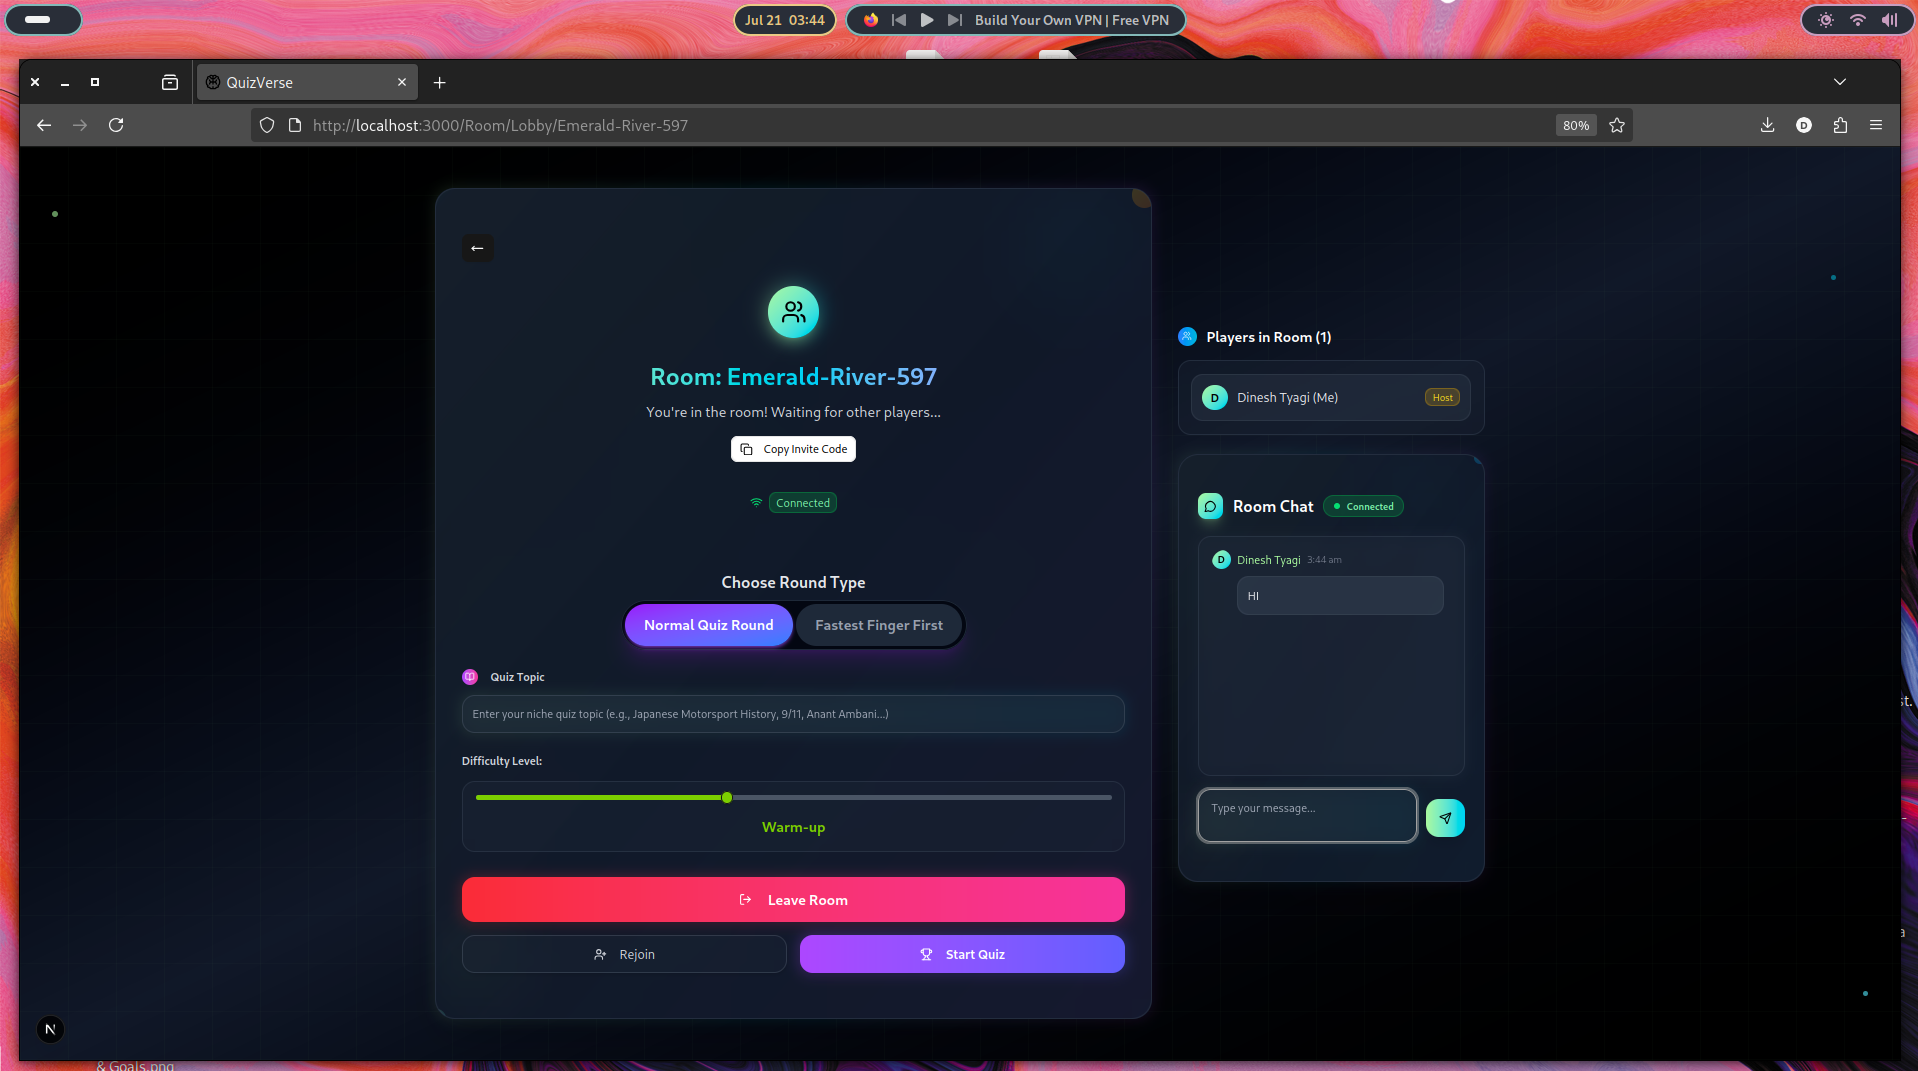 Jul 21 03:44
Build Your Own VPN | Free VPN
QuizVerse
http://localhost:3000/Room/Lobby/Emerald-River-597
80%
D
Room: Emerald-River-597
You're in the room! Waiting for other players...
Copy Invite Code
Connected
Choose Round Type
Normal Quiz Round
Fastest Finger First
Quiz Topic
Enter your niche quiz topic (e.g., Japanese Motorsport History, 9/11, Anant Ambani...)
Difficulty Level:
Warm-up
Leave Room
Rejoin
Start Quiz
Players in Room (1)
D
Dinesh Tyagi (Me)
Host
Room Chat
Connected
D
Dinesh Tyagi 3:44 am
HI
Type your message...
N
st.
a
& Goals.png